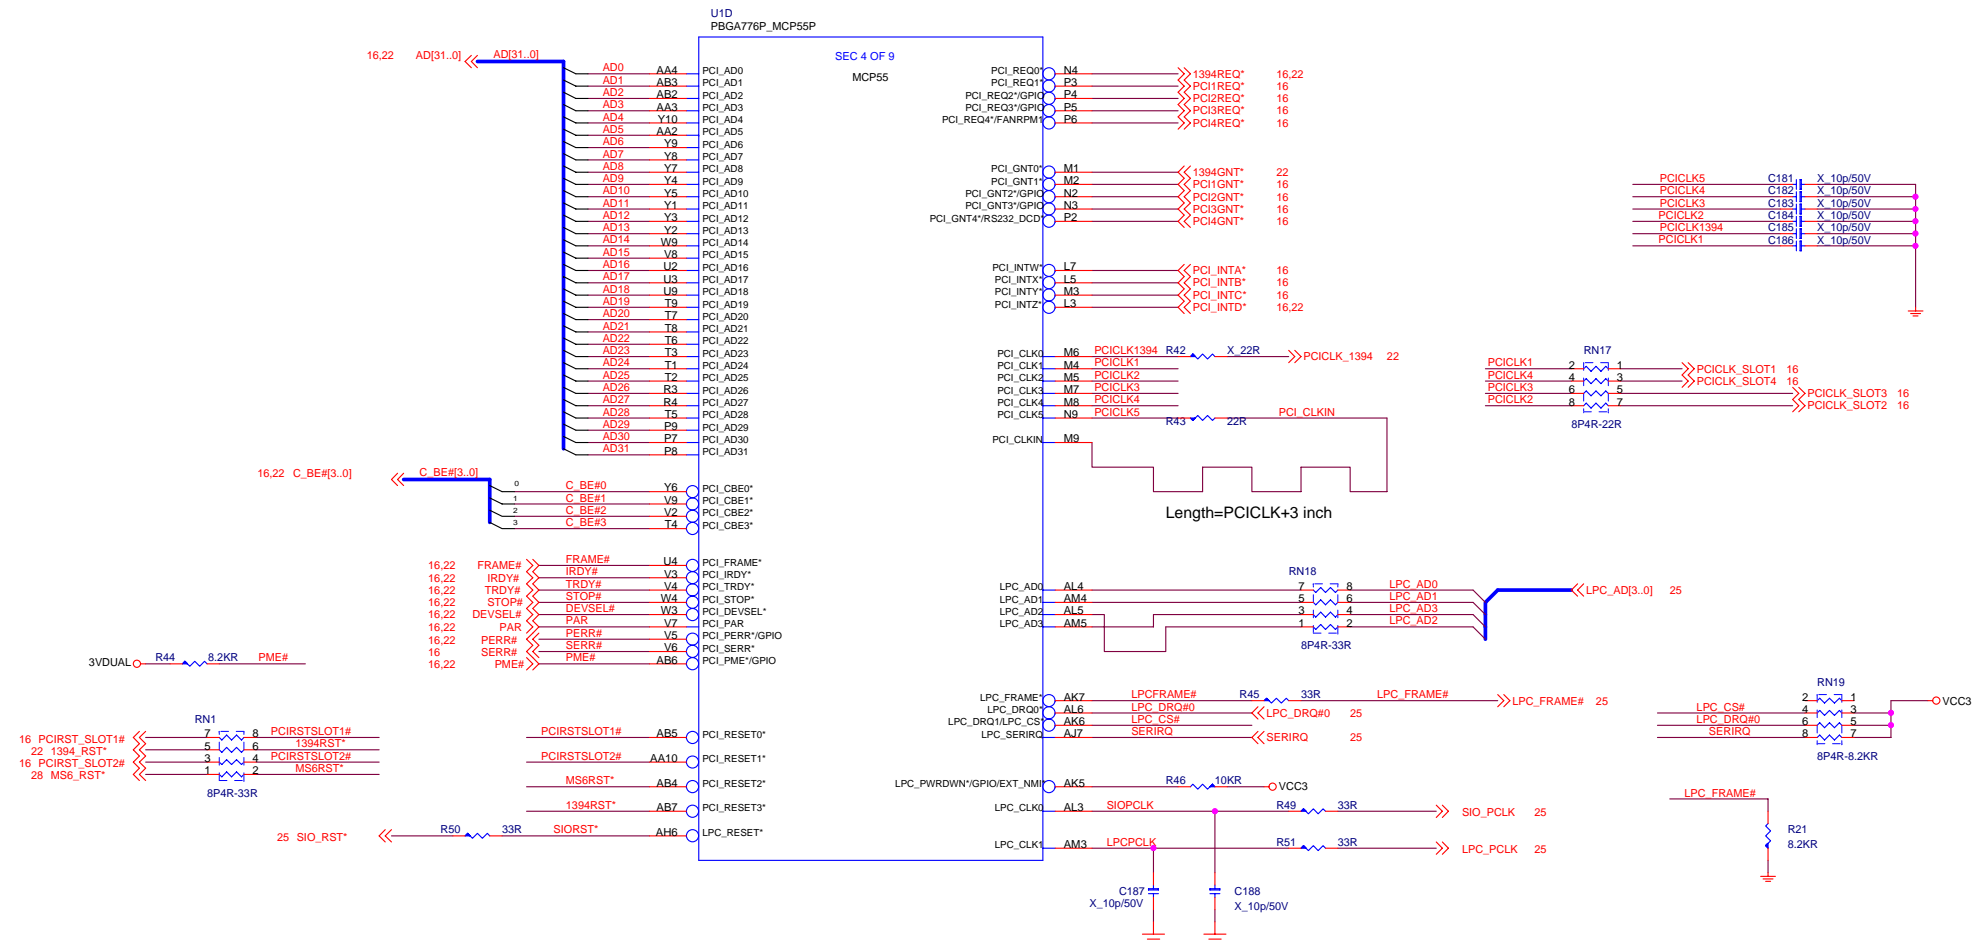 U1D
PBGA776P_MCP55P
SEC 4 OF 9
MCP55
16,22 AD[31..0] AD[31..0]
AD0 AA4 PCI_AD0
AD1 AB3 PCI_AD1
AD2 AB2 PCI_AD2
AD3 AA3 PCI_AD3
AD4 Y10 PCI_AD4
AD5 AA2 PCI_AD5
AD6 Y9 PCI_AD6
AD7 Y8 PCI_AD7
AD8 Y7 PCI_AD8
AD9 Y4 PCI_AD9
AD10 Y5 PCI_AD10
AD11 Y1 PCI_AD11
AD12 Y3 PCI_AD12
AD13 Y2 PCI_AD13
AD14 W9 PCI_AD14
AD15 V8 PCI_AD15
AD16 U2 PCI_AD16
AD17 U3 PCI_AD17
AD18 U9 PCI_AD18
AD19 T9 PCI_AD19
AD20 T7 PCI_AD20
AD21 T8 PCI_AD21
AD22 T6 PCI_AD22
AD23 T3 PCI_AD23
AD24 T1 PCI_AD24
AD25 T2 PCI_AD25
AD26 R3 PCI_AD26
AD27 R4 PCI_AD27
AD28 T5 PCI_AD28
AD29 P9 PCI_AD29
AD30 P7 PCI_AD30
AD31 P8 PCI_AD31
16,22 C_BE#[3..0] C_BE#[3..0]
0 C_BE#0 Y6 PCI_CBE0*
1 C_BE#1 V9 PCI_CBE1*
2 C_BE#2 V2 PCI_CBE2*
3 C_BE#3 T4 PCI_CBE3*
16,22 FRAME# FRAME# U4 PCI_FRAME*
16,22 IRDY# IRDY# V3 PCI_IRDY*
16,22 TRDY# TRDY# V4 PCI_TRDY*
16,22 STOP# STOP# W4 PCI_STOP*
16,22 DEVSEL# DEVSEL# W3 PCI_DEVSEL*
16,22 PAR PAR V7 PCI_PAR
16,22 PERR# PERR# V5 PCI_PERR*/GPIO
16 SERR# SERR# V6 PCI_SERR*
16,22 PME# PME# AB6 PCI_PME*/GPIO
3VDUAL R44 8.2KR PME#
RN1
16 PCIRST_SLOT1# 7 8 PCIRSTSLOT1#
22 1394_RST* 5 6 1394RST*
16 PCIRST_SLOT2# 3 4 PCIRSTSLOT2#
28 MS6_RST* 1 2 MS6RST*
8P4R-33R
PCIRSTSLOT1# AB5 PCI_RESET0*
PCIRSTSLOT2# AA10 PCI_RESET1*
MS6RST* AB4 PCI_RESET2*
1394RST* AB7 PCI_RESET3*
25 SIO_RST* R50 33R SIORST* AH6 LPC_RESET*
PCI_REQ0* N4 1394REQ* 16,22
PCI_REQ1* P3 PCI1REQ* 16
PCI_REQ2*/GPIO P4 PCI2REQ* 16
PCI_REQ3*/GPIO P5 PCI3REQ* 16
PCI_REQ4*/FANRPM1 P6 PCI4REQ* 16
PCI_GNT0* M1 1394GNT* 22
PCI_GNT1* M2 PCI1GNT* 16
PCI_GNT2*/GPIO N2 PCI2GNT* 16
PCI_GNT3*/GPIO N3 PCI3GNT* 16
PCI_GNT4*/RS232_DCD* P2 PCI4GNT* 16
PCI_INTW* L7 PCI_INTA* 16
PCI_INTX* L5 PCI_INTB* 16
PCI_INTY* M3 PCI_INTC* 16
PCI_INTZ* L3 PCI_INTD* 16,22
PCI_CLK0 M6 PCICLK1394 R42 X_22R PCICLK_1394 22
PCI_CLK1 M4 PCICLK1
PCI_CLK2 M5 PCICLK2
PCI_CLK3 M7 PCICLK3
PCI_CLK4 M8 PCICLK4
PCI_CLK5 N9 PCICLK5 R43 22R PCI_CLKIN
PCI_CLKIN M9
Length=PCICLK+3 inch
RN18
LPC_AD0 AL4 7 8 LPC_AD0 LPC_AD[3..0] 25
LPC_AD1 AM4 5 6 LPC_AD1
LPC_AD2 AL5 3 4 LPC_AD3
LPC_AD3 AM5 1 2 LPC_AD2
8P4R-33R
LPC_FRAME* AK7 LPCFRAME# R45 33R LPC_FRAME# LPC_FRAME# 25
LPC_DRQ0* AL6 LPC_DRQ#0 25
LPC_DRQ1/LPC_CS* AK6 LPC_CS#
LPC_SERIRQ AJ7 SERIRQ SERIRQ 25
LPC_PWRDWN*/GPIO/EXT_NMI* AK5 R46 10KR VCC3
LPC_CLK0 AL3 SIOPCLK R49 33R SIO_PCLK 25
LPC_CLK1 AM3 LPCPCLK R51 33R LPC_PCLK 25
C187 X_10p/50V
C188 X_10p/50V
PCICLK5 C181 X_10p/50V
PCICLK4 C182 X_10p/50V
PCICLK3 C183 X_10p/50V
PCICLK2 C184 X_10p/50V
PCICLK1394 C185 X_10p/50V
PCICLK1 C186 X_10p/50V
RN17
PCICLK1 2 1 PCICLK_SLOT1 16
PCICLK4 4 3 PCICLK_SLOT4 16
PCICLK3 6 5 PCICLK_SLOT3 16
PCICLK2 8 7 PCICLK_SLOT2 16
8P4R-22R
RN19
2 1 VCC3
LPC_CS# 4 3
LPC_DRQ#0 6 5
SERIRQ 8 7
8P4R-8.2KR
LPC_FRAME#
R21
8.2KR